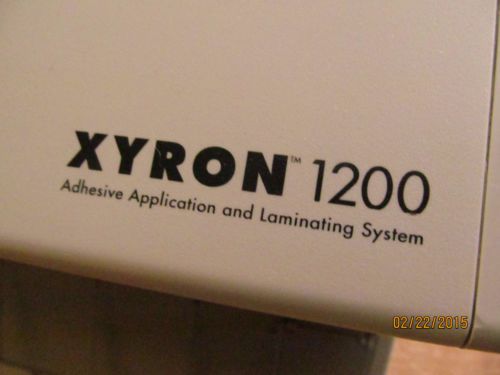 XYRON™ 1200
Adhesive Application and Laminating System
02/22/2015